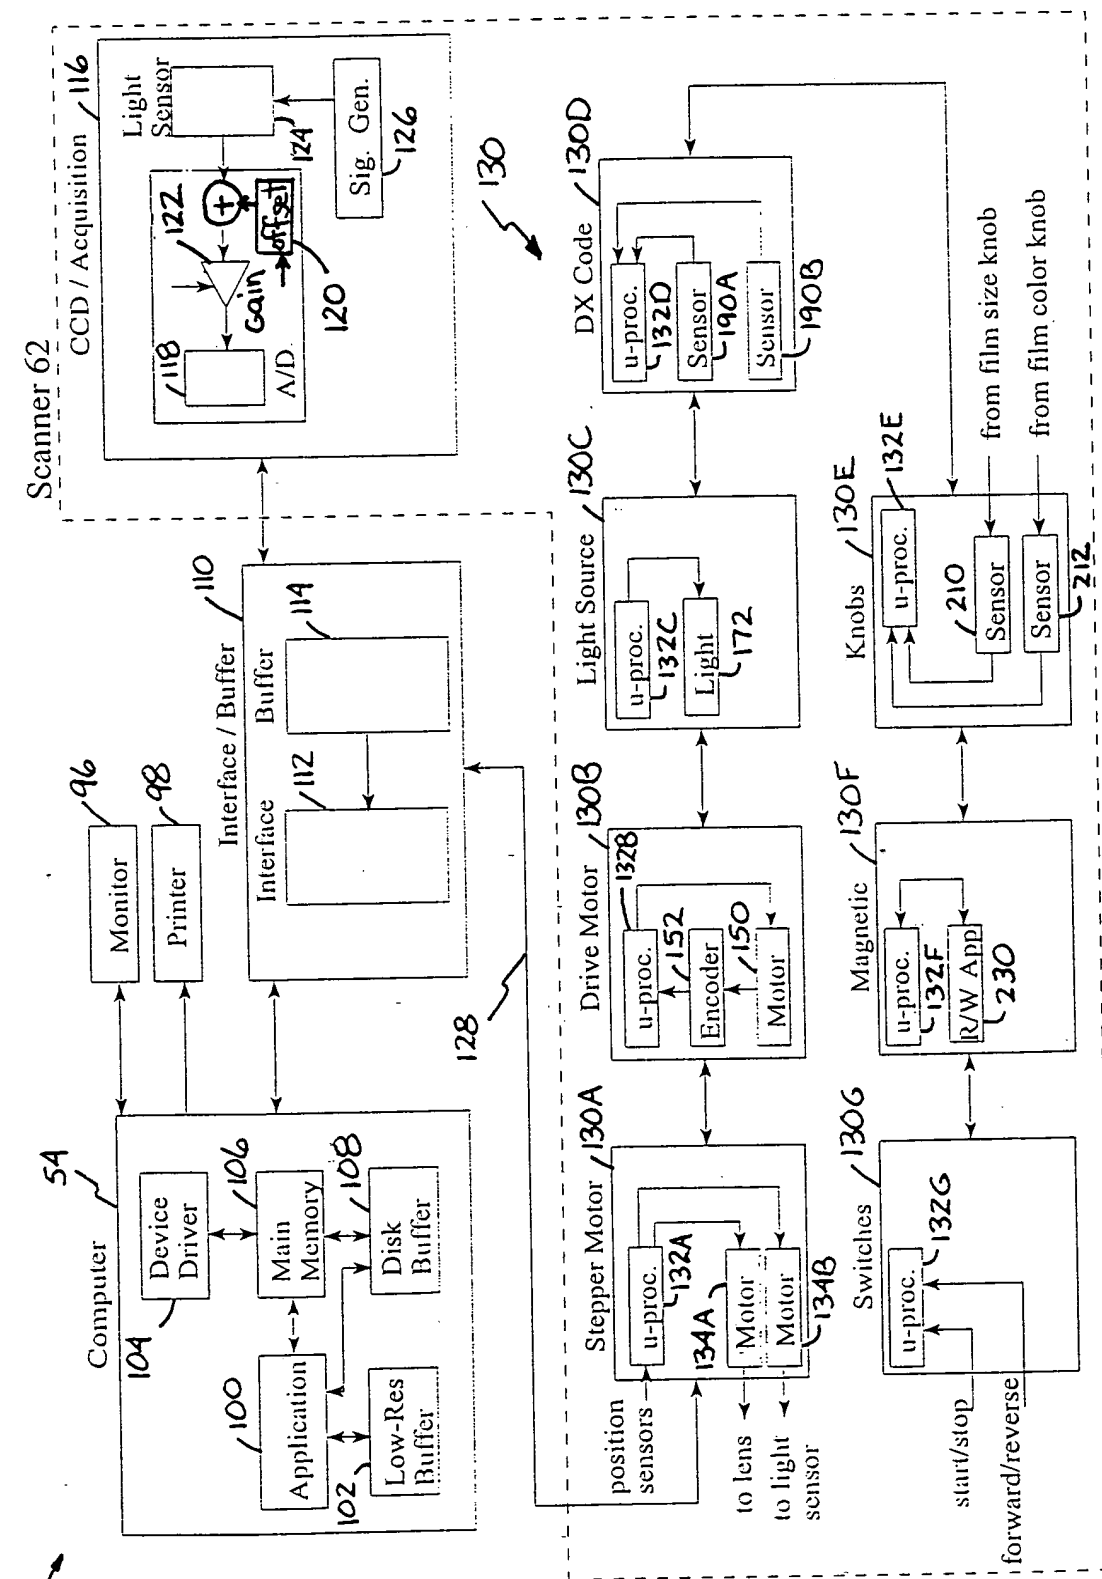 Scanner 62
CCD / Acquisition 116
Light
Sensor
124
Sig. Gen.
126
122
+
offset
120
Gain
118
A/D
Interface / Buffer
110
Buffer
114
Interface
112
Monitor
96
Printer
98
128
Computer
54
Device
Driver
104
Main
Memory
106
Disk
Buffer
108
Application
100
Low-Res
Buffer
102
130
Stepper Motor
130A
u-proc.
132A
Motor
134A
Motor
134B
position
sensors
to lens
to light
sensor
Drive Motor
130B
u-proc.
132B
152
Encoder
150
Motor
Light Source
130C
u-proc.
132C
Light
172
DX Code
130D
u-proc.
132D
Sensor
190A
Sensor
190B
Switches
130G
u-proc.
132G
start/stop
forward/reverse
Magnetic
130F
u-proc.
132F
R/W App
230
Knobs
130E
u-proc.
132E
210
Sensor
Sensor
212
from film size knob
from film color knob